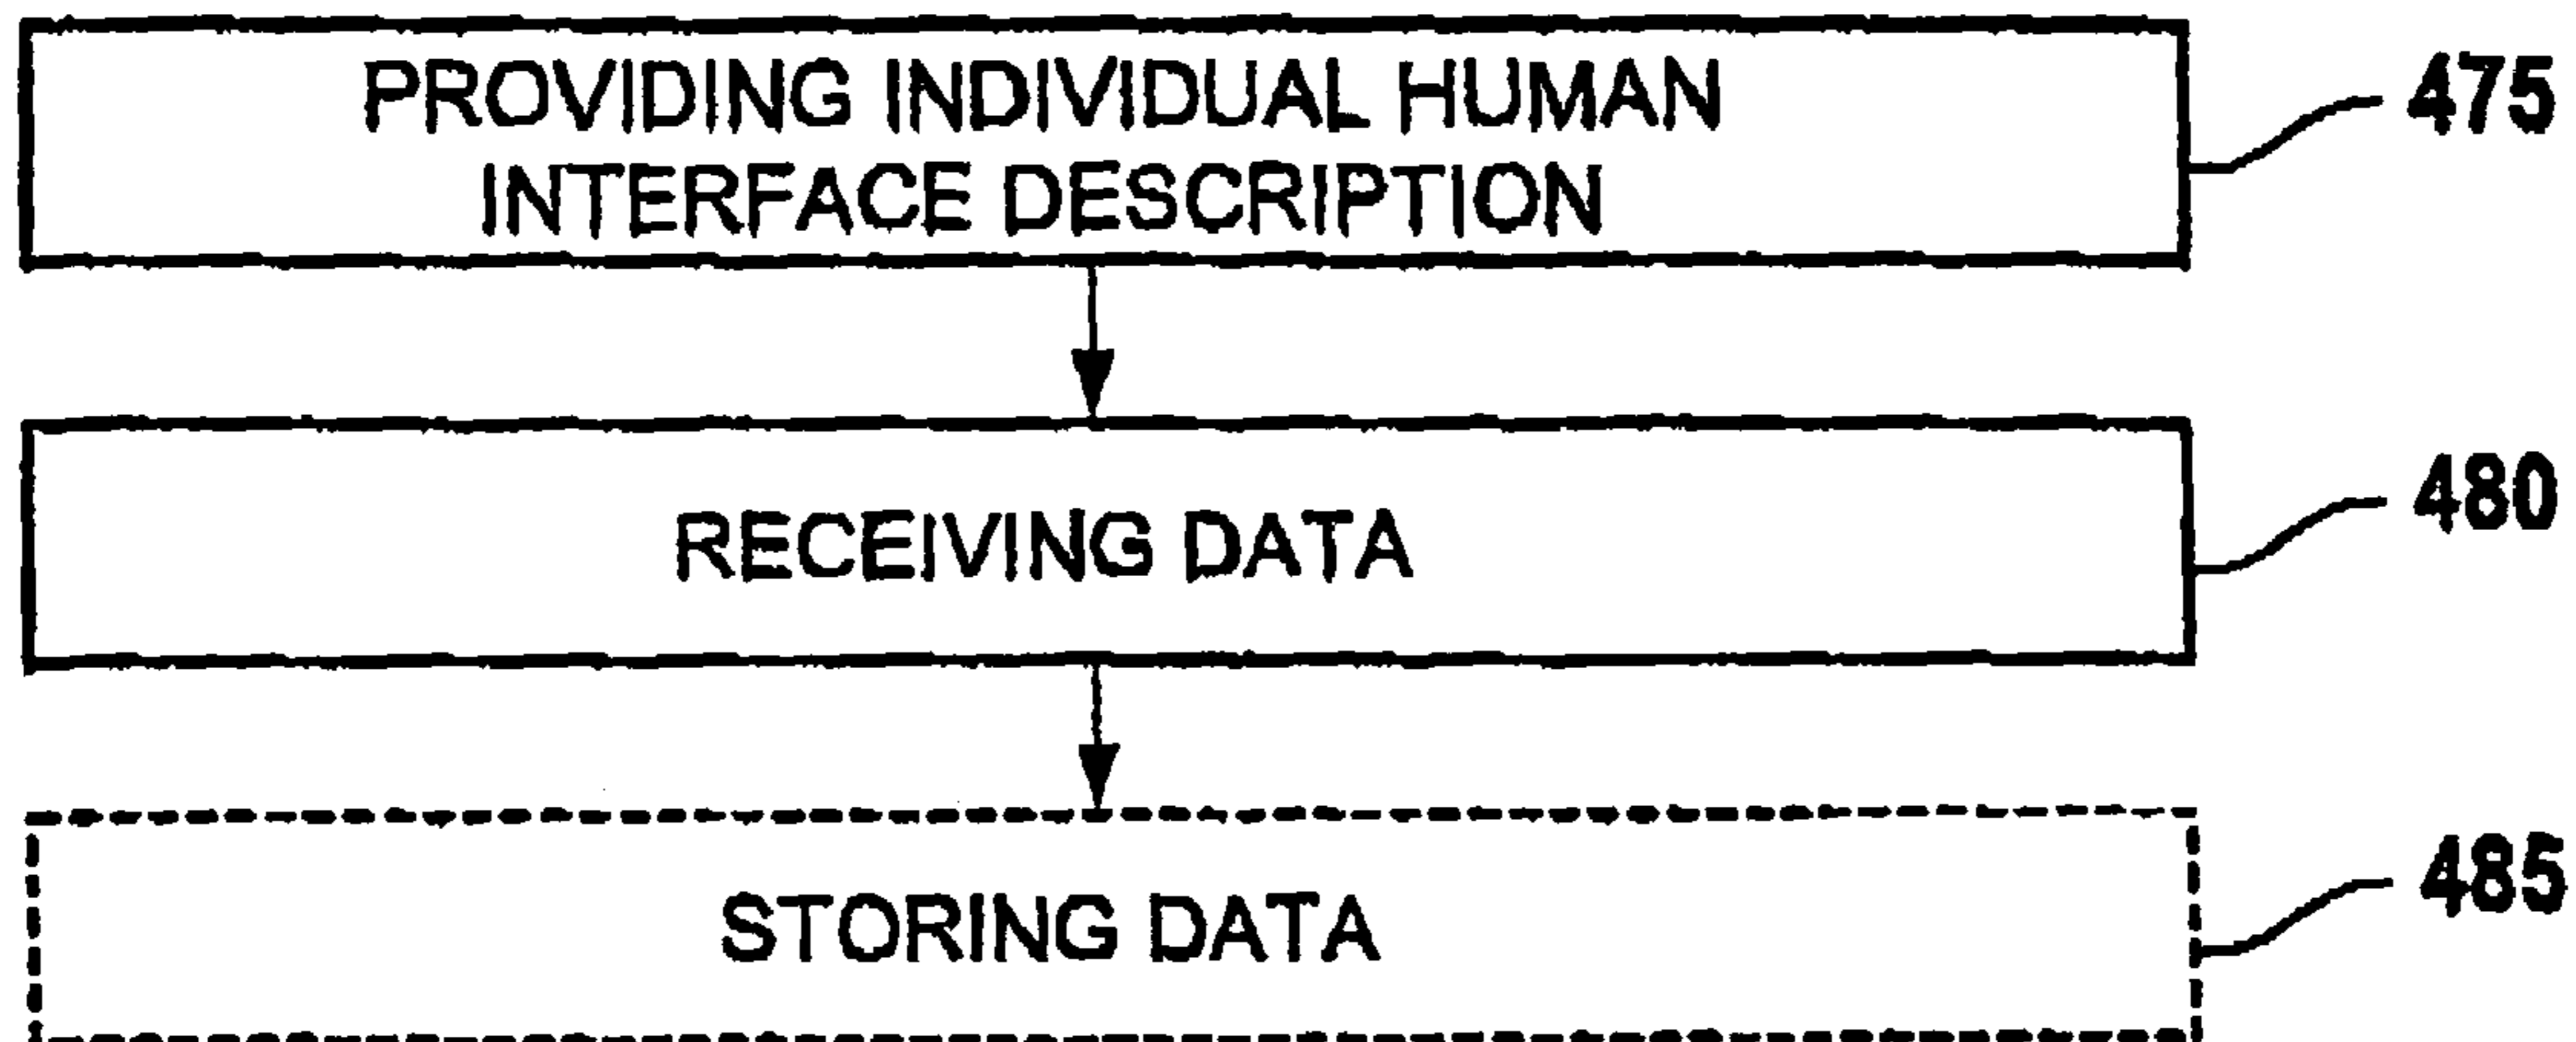 PROVIDING INDIVIDUAL HUMAN
INTERFACE DESCRIPTION
475
RECEIVING DATA
480
STORING DATA
485